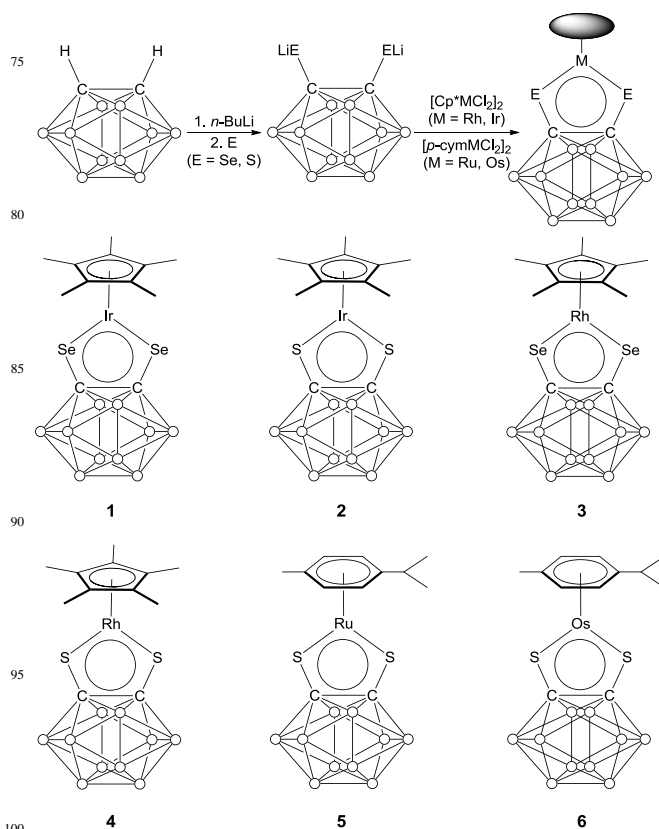 75
H H
LiE ELi
M
C C
1. n-BuLi
2. E
(E = Se, S)
C C
[Cp*MCl2]2
(M = Rh, Ir)
[p-cymMCl2]2
(M = Ru, Os)
E E
C C
80
Ir Ir Rh
Se Se S S Se Se
85
C C C C C C
1 2 3
90
Rh Ru Os
S S S S S S
95
C C C C C C
4 5 6
100